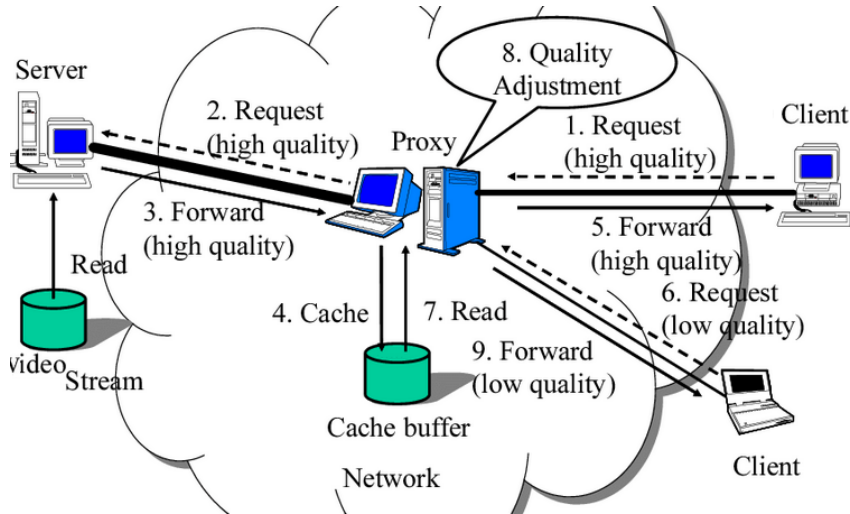 8. Quality
Adjustment
Server
Client
2. Request
(high quality)
Proxy
1. Request
(high quality)
3. Forward
(high quality)
5. Forward
(high quality)
Read
4. Cache
7. Read
6. Request
(low quality)
9. Forward
(low quality)
video
Stream
Cache buffer
Network
Client